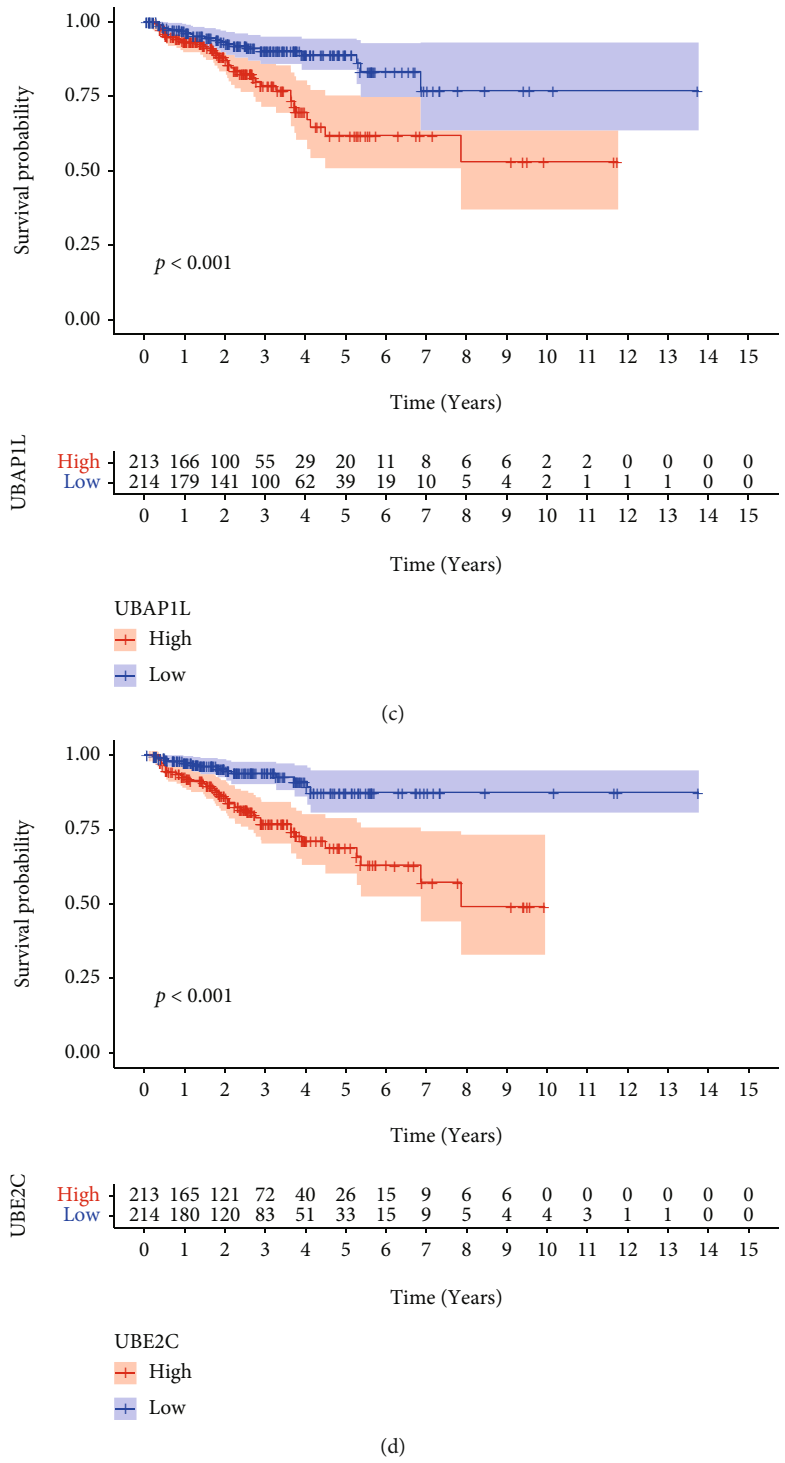 1.00
0.75
0.50
0.25
0.00
Survival probability
p < 0.001
0 1 2 3 4 5 6 7 8 9 10 11 12 13 14 15
Time (Years)
UBAP1L
High 213 166 100 55 29 20 11 8 6 6 2 2 0 0 0 0
Low 214 179 141 100 62 39 19 10 5 4 2 1 1 1 0 0
0 1 2 3 4 5 6 7 8 9 10 11 12 13 14 15
Time (Years)
UBAP1L
High
Low
(c)
1.00
0.75
0.50
0.25
0.00
Survival probability
p < 0.001
0 1 2 3 4 5 6 7 8 9 10 11 12 13 14 15
Time (Years)
UBE2C
High 213 165 121 72 40 26 15 9 6 6 0 0 0 0 0 0
Low 214 180 120 83 51 33 15 9 5 4 4 3 1 1 0 0
0 1 2 3 4 5 6 7 8 9 10 11 12 13 14 15
Time (Years)
UBE2C
High
Low
(d)